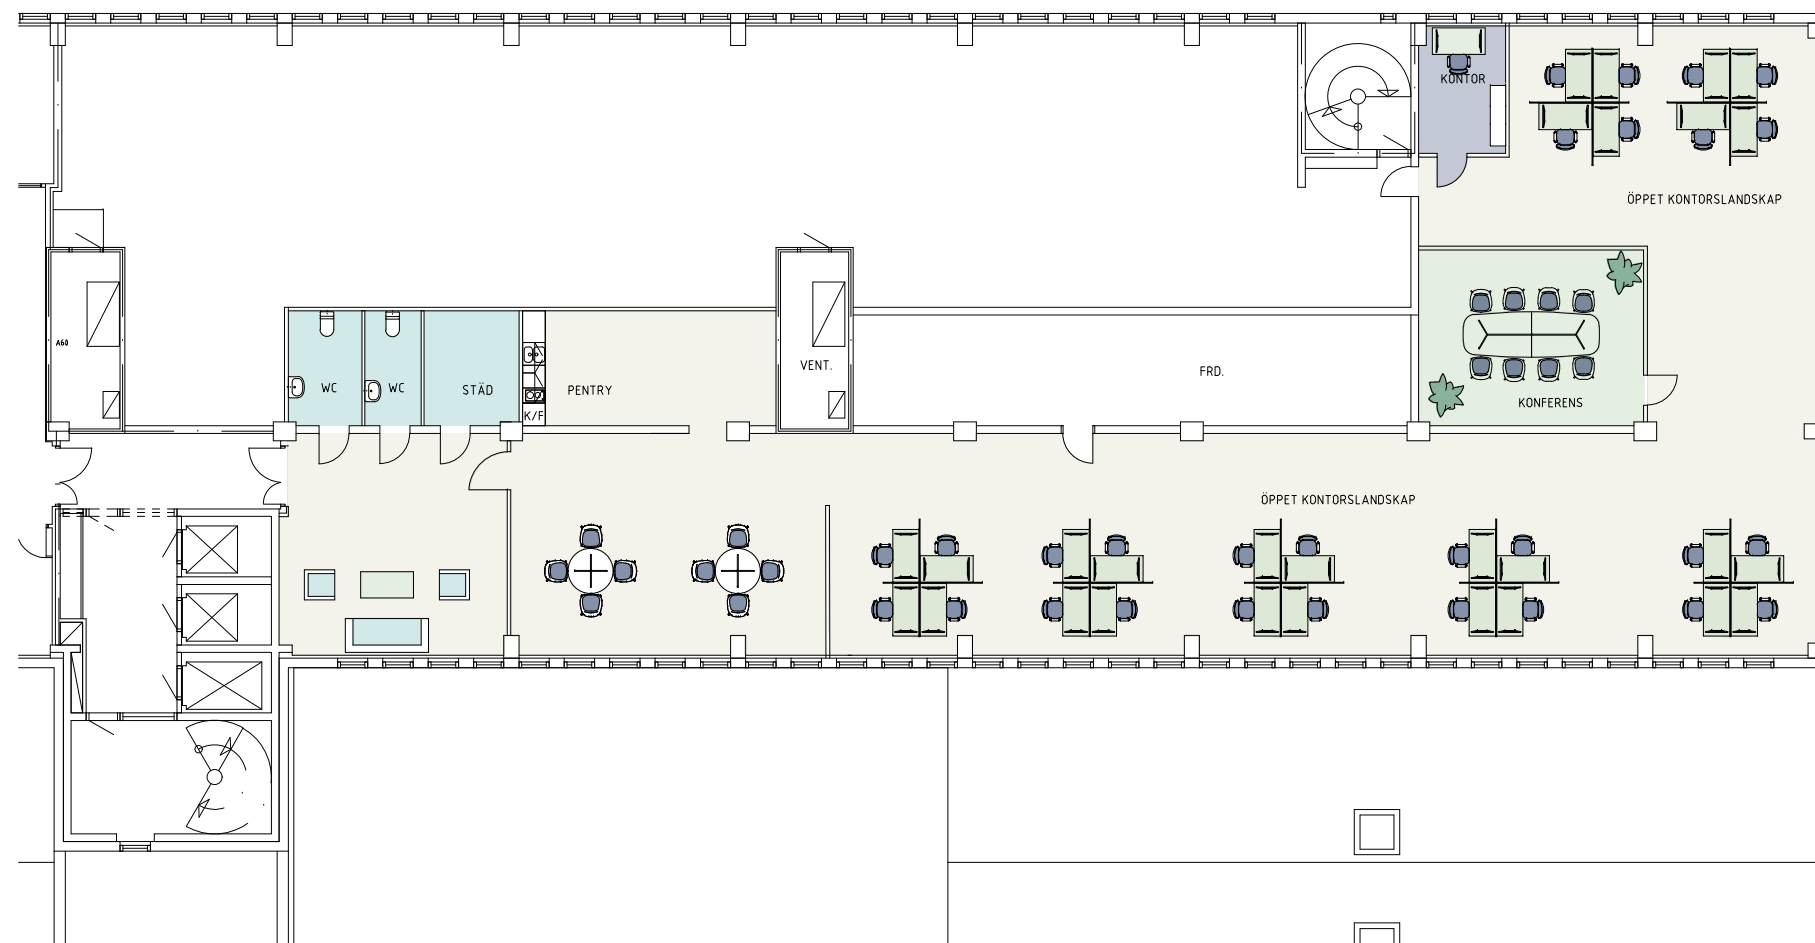 KONTOR
ÖPPET KONTORSLANDSKAP
A60
WC
WC
STÄD
K/F
PENTRY
VENT.
FRD.
KONFERENS
ÖPPET KONTORSLANDSKAP